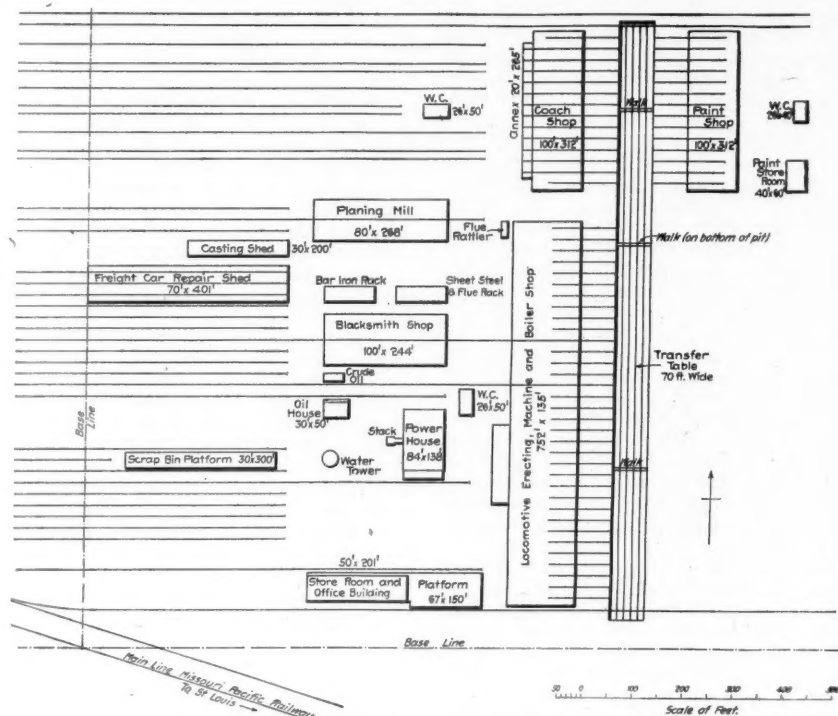 W.C.
26'x 50'
Annex 20'x 265'
Coach
Shop
100'x 312'
Walk
Paint
Shop
100'x 312'
W.C.
Paint
Store
Room
40'x 60'
Planing Mill
80' x 268'
Flue
Rattler
Casting Shed
30'x 200'
Walk (on bottom of pit)
Freight Car Repair Shed
70' x 401'
Bar Iron Rack
Sheet Steel
& Flue Rack
Blacksmith Shop
100' x 244'
Locomotive Erecting, Machine and Boiler Shop
752' x 135'
Transfer
Table
70 ft. Wide
Crude
Oil
Oil
House
30'x 50'
W.C.
26'x 50'
Stack
Power
House
84'x 138'
Base
Line
Scrap Bin Platform 30'x 300'
Water
Tower
Walk
50' x 201'
Store Room and
Office Building
Platform
67'x 150'
Base Line
Main Line Missouri Pacific Railway
To St Louis
50 0 100 200 300 400
Scale of Feet.